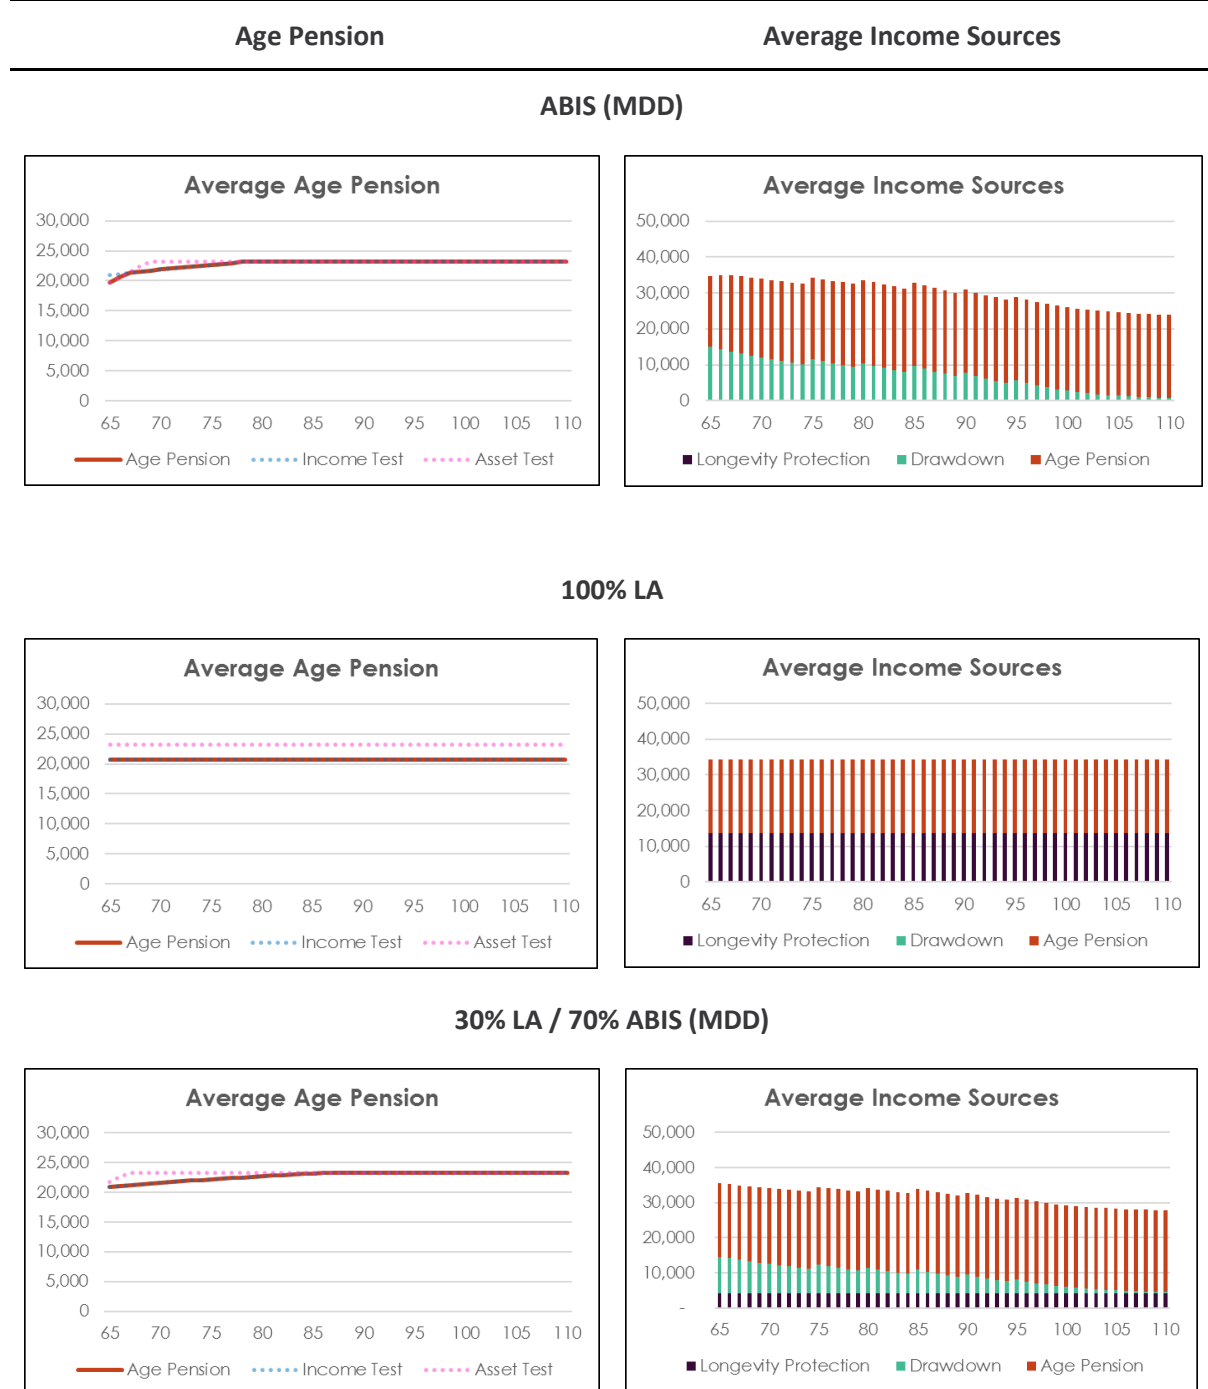 Age Pension Average Income Sources
ABIS (MDD)
Average Age Pension
30,000
25,000
20,000
15,000
10,000
5,000
0
65 70 75 80 85 90 95 100 105 110
Age Pension Income Test Asset Test
Average Income Sources
50,000
40,000
30,000
20,000
10,000
0
65 70 75 80 85 90 95 100 105 110
Longevity Protection Drawdown Age Pension
100% LA
Average Age Pension
30,000
25,000
20,000
15,000
10,000
5,000
0
65 70 75 80 85 90 95 100 105 110
Age Pension Income Test Asset Test
Average Income Sources
50,000
40,000
30,000
20,000
10,000
0
65 70 75 80 85 90 95 100 105 110
Longevity Protection Drawdown Age Pension
30% LA / 70% ABIS (MDD)
Average Age Pension
30,000
25,000
20,000
15,000
10,000
5,000
0
65 70 75 80 85 90 95 100 105 110
Age Pension Income Test Asset Test
Average Income Sources
50,000
40,000
30,000
20,000
10,000
-
65 70 75 80 85 90 95 100 105 110
Longevity Protection Drawdown Age Pension